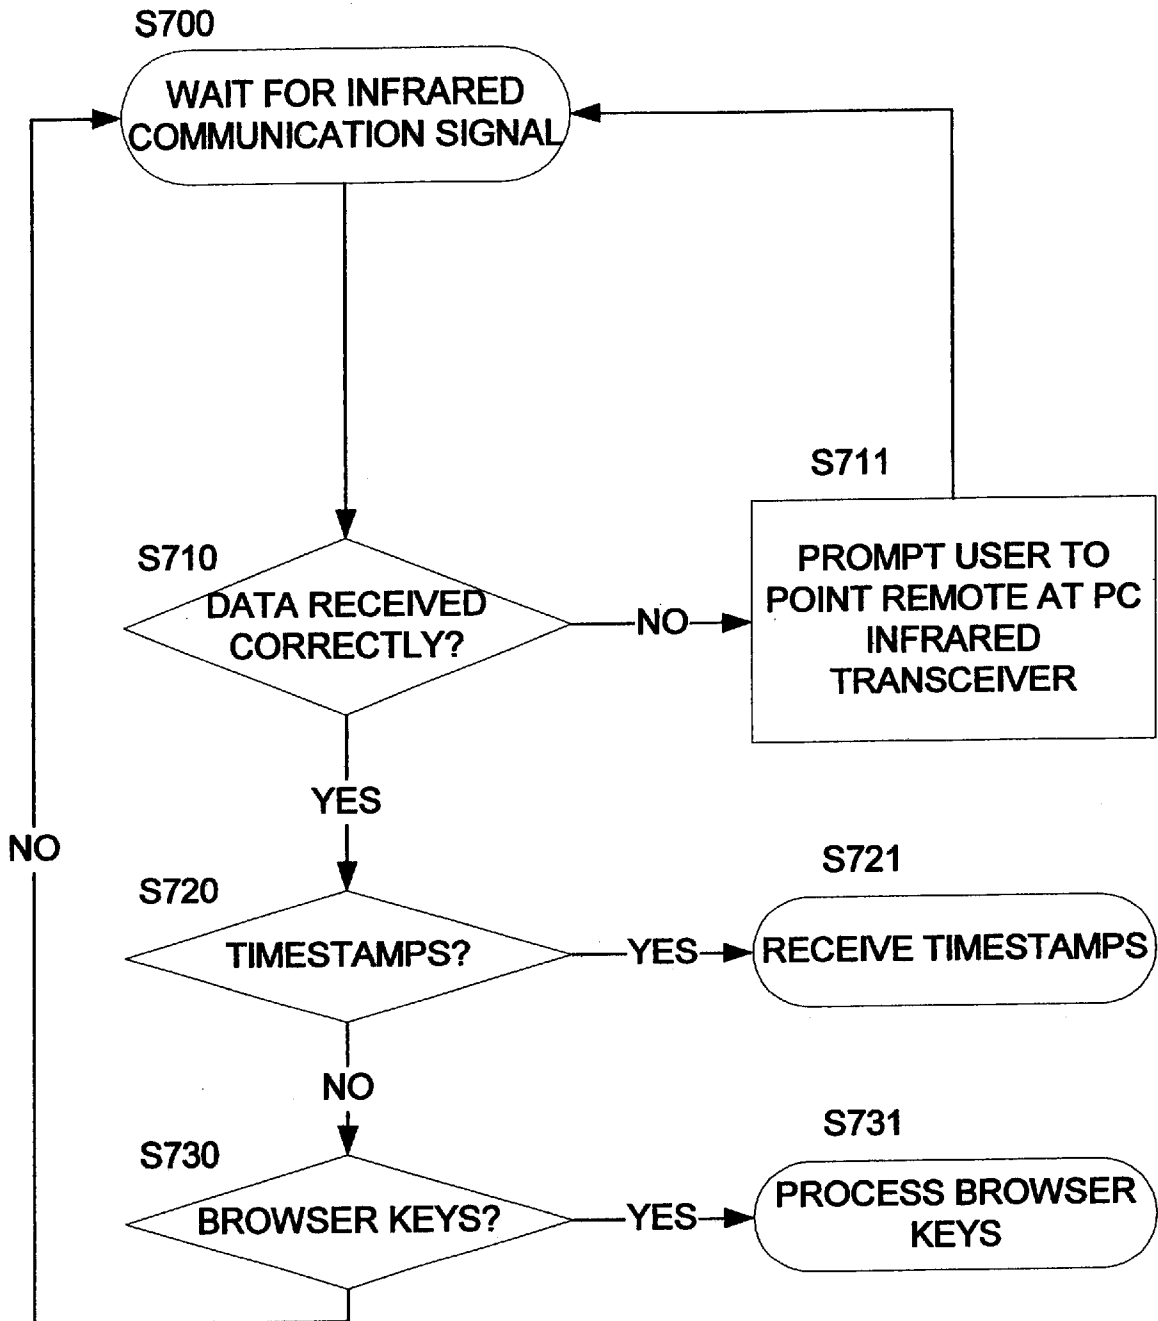 S700
WAIT FOR INFRARED
COMMUNICATION SIGNAL
S711
PROMPT USER TO
POINT REMOTE AT PC
INFRARED
TRANSCEIVER
S710
DATA RECEIVED
CORRECTLY?
NO
YES
NO
S720
TIMESTAMPS?
YES
S721
RECEIVE TIMESTAMPS
NO
S730
BROWSER KEYS?
YES
S731
PROCESS BROWSER
KEYS